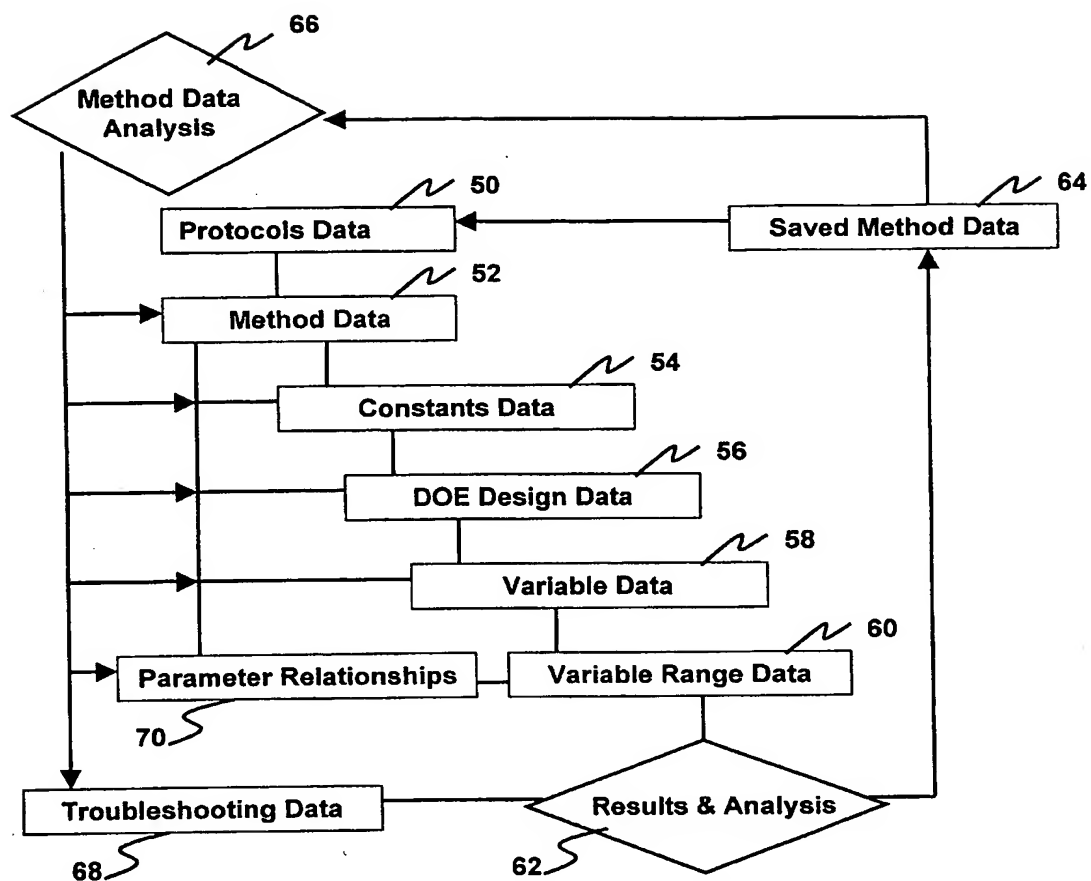 66
Method Data
Analysis
50
64
Protocols Data
Saved Method Data
52
Method Data
54
Constants Data
56
DOE Design Data
58
Variable Data
60
Parameter Relationships
Variable Range Data
70
Troubleshooting Data
Results & Analysis
68
62